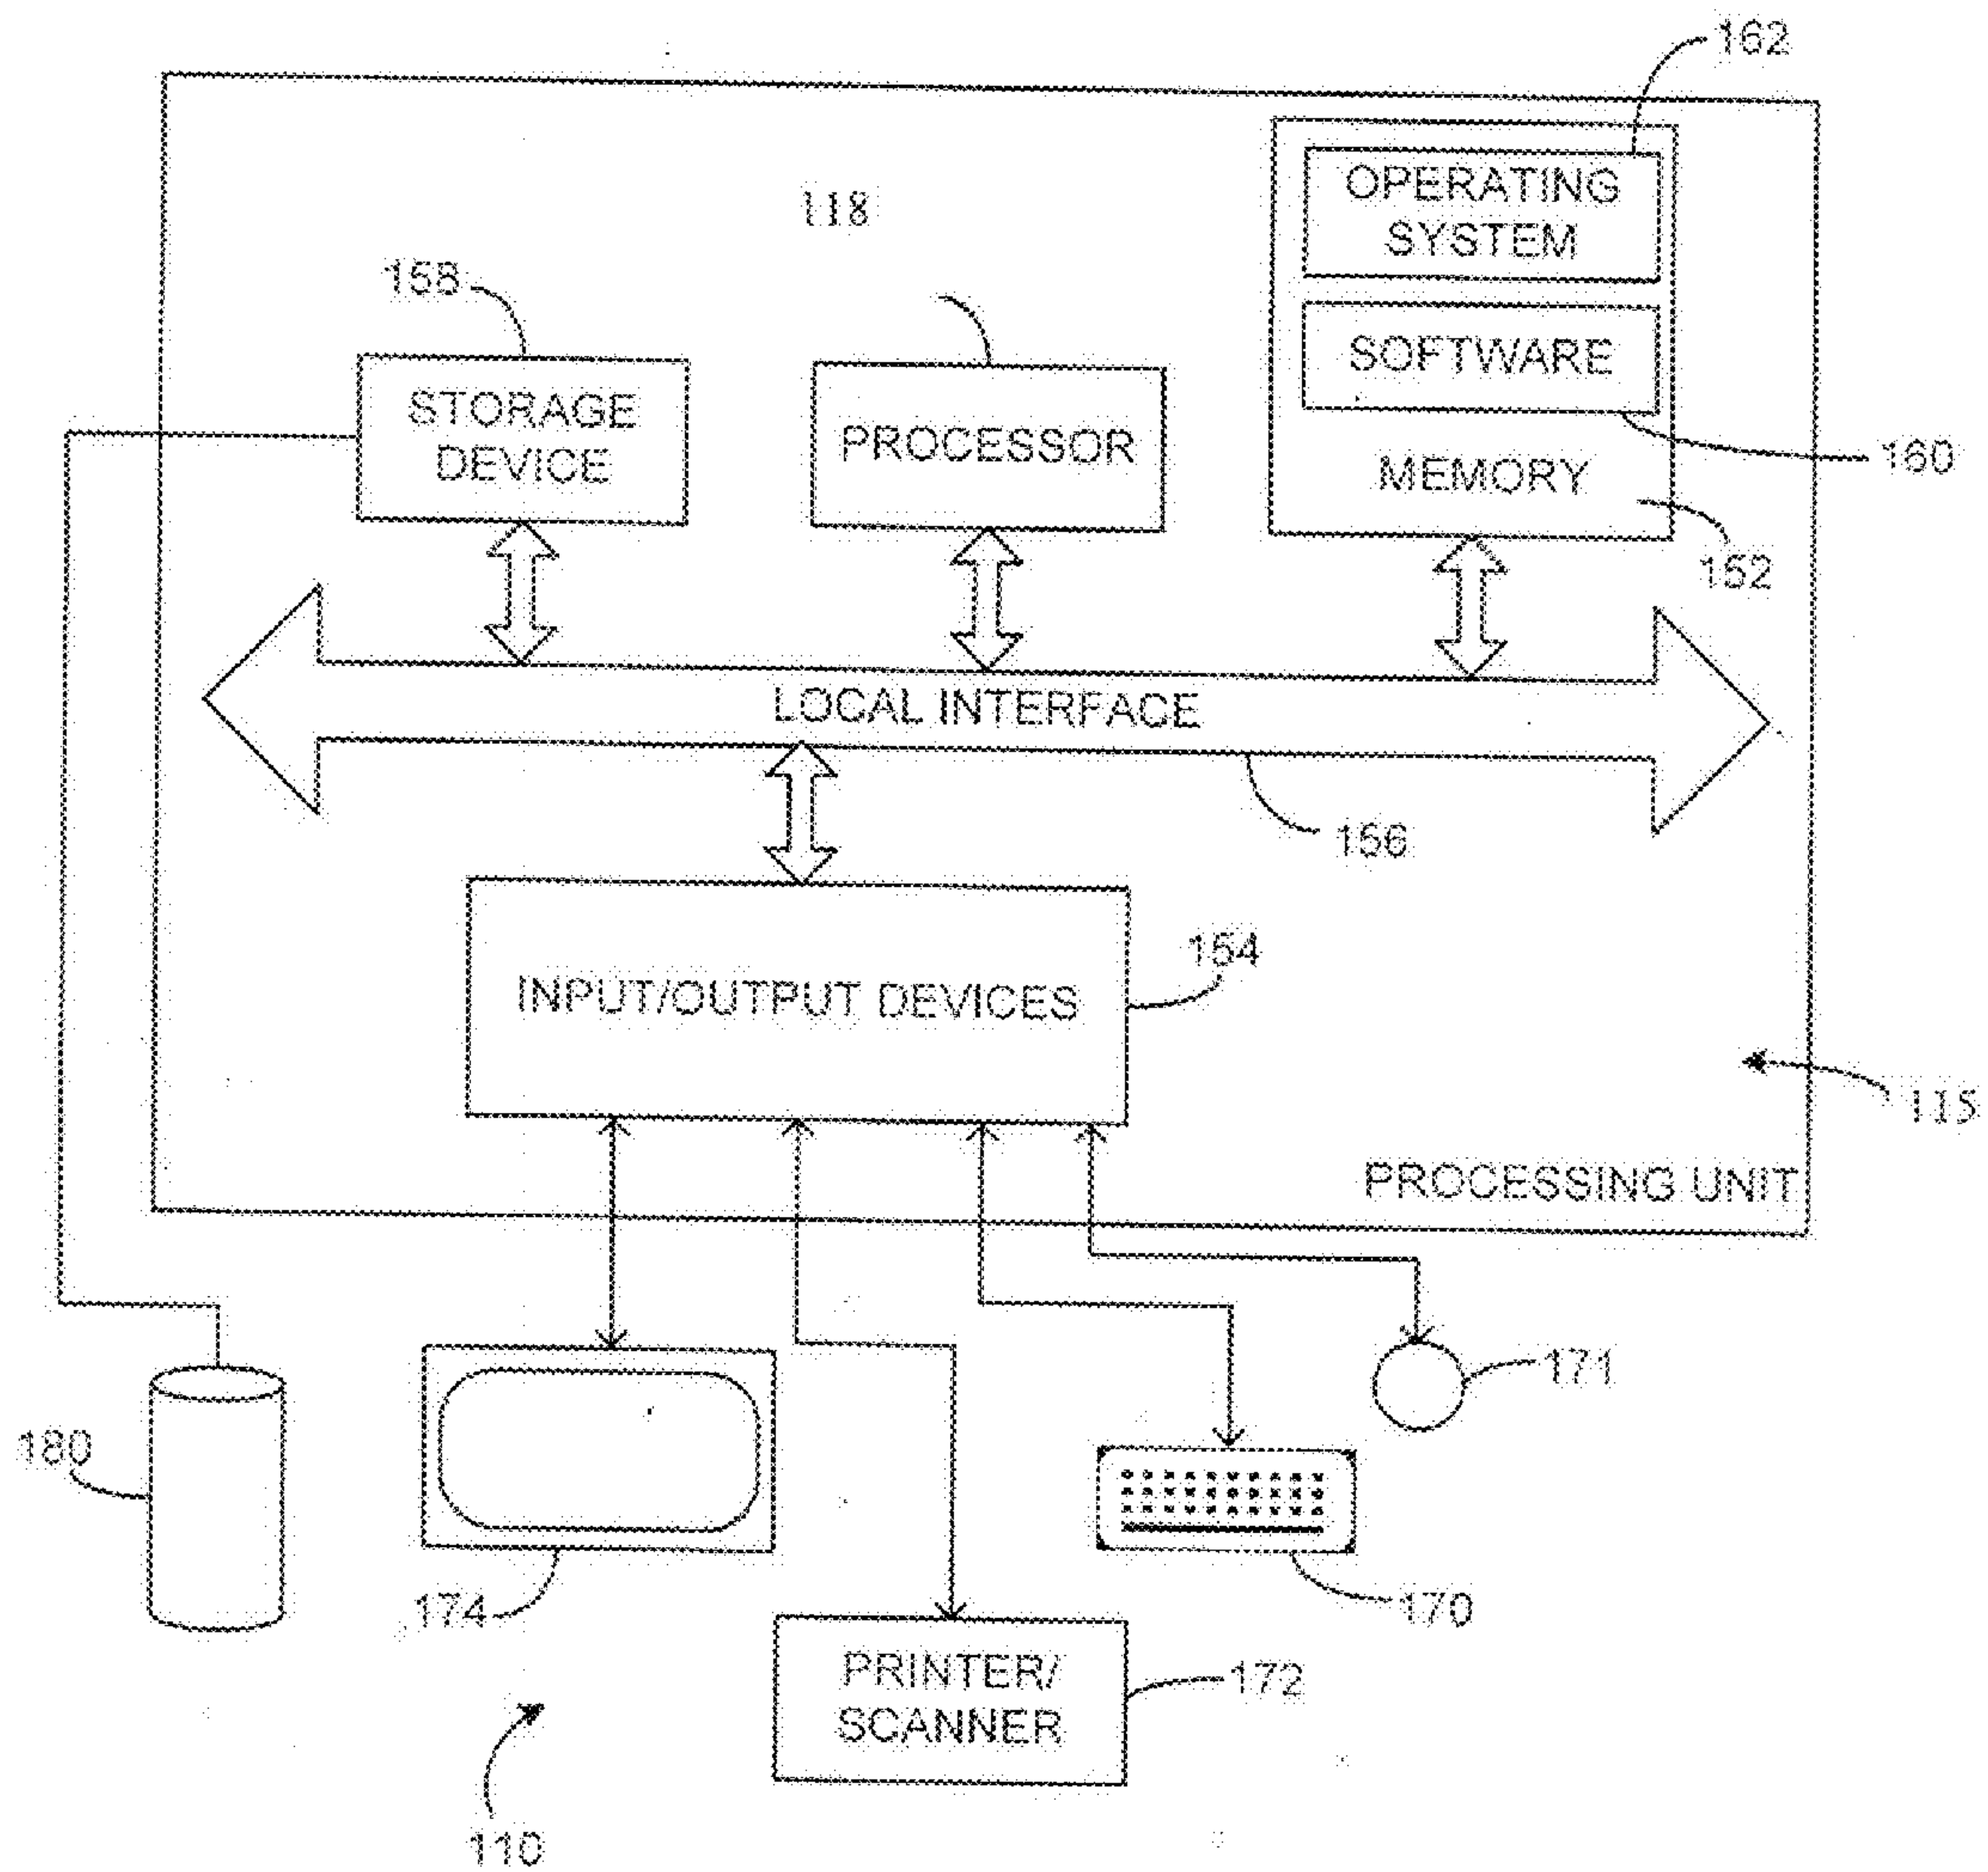 162
OPERATING
SYSTEM
118
158
STORAGE
DEVICE
PROCESSOR
SOFTWARE
160
MEMORY
152
LOCAL INTERFACE
156
154
INPUT/OUTPUT DEVICES
115
PROCESSING UNIT
171
180
174
170
PRINTER/
SCANNER
172
110